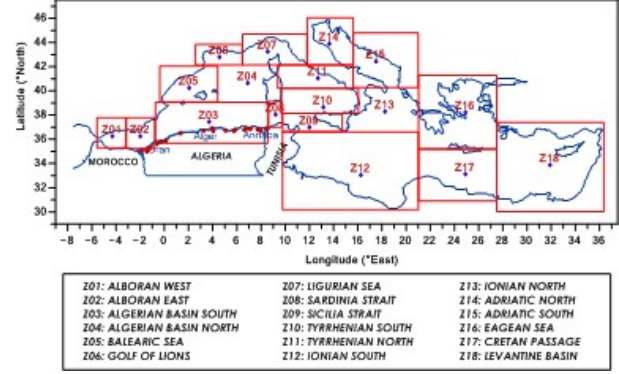 46
44
42
40
38
36
34
32
30
Latitude (°North)
Z14
Z07
Z06
Z15
Z11
Z05
Z04
Z10
Z13
Z16
Z08
Z03
Z09
Z01
Z02
Oran
Alger
Annaba
MOROCCO
ALGERIA
TUNISIA
Z12
Z17
Z18
-8 -6 -4 -2 0 2 4 6 8 10 12 14 16 18 20 22 24 26 28 30 32 34 36
Longitude (°East)
Z01: ALBORAN WEST
Z02: ALBORAN EAST
Z03: ALGERIAN BASIN SOUTH
Z04: ALGERIAN BASIN NORTH
Z05: BALEARIC SEA
Z06: GOLF OF LIONS
Z07: LIGURIAN SEA
Z08: SARDINIA STRAIT
Z09: SICILIA STRAIT
Z10: TYRRHENIAN SOUTH
Z11: TYRRHENIAN NORTH
Z12: IONIAN SOUTH
Z13: IONIAN NORTH
Z14: ADRIATIC NORTH
Z15: ADRIATIC SOUTH
Z16: EAGEAN SEA
Z17: CRETAN PASSAGE
Z18: LEVANTINE BASIN